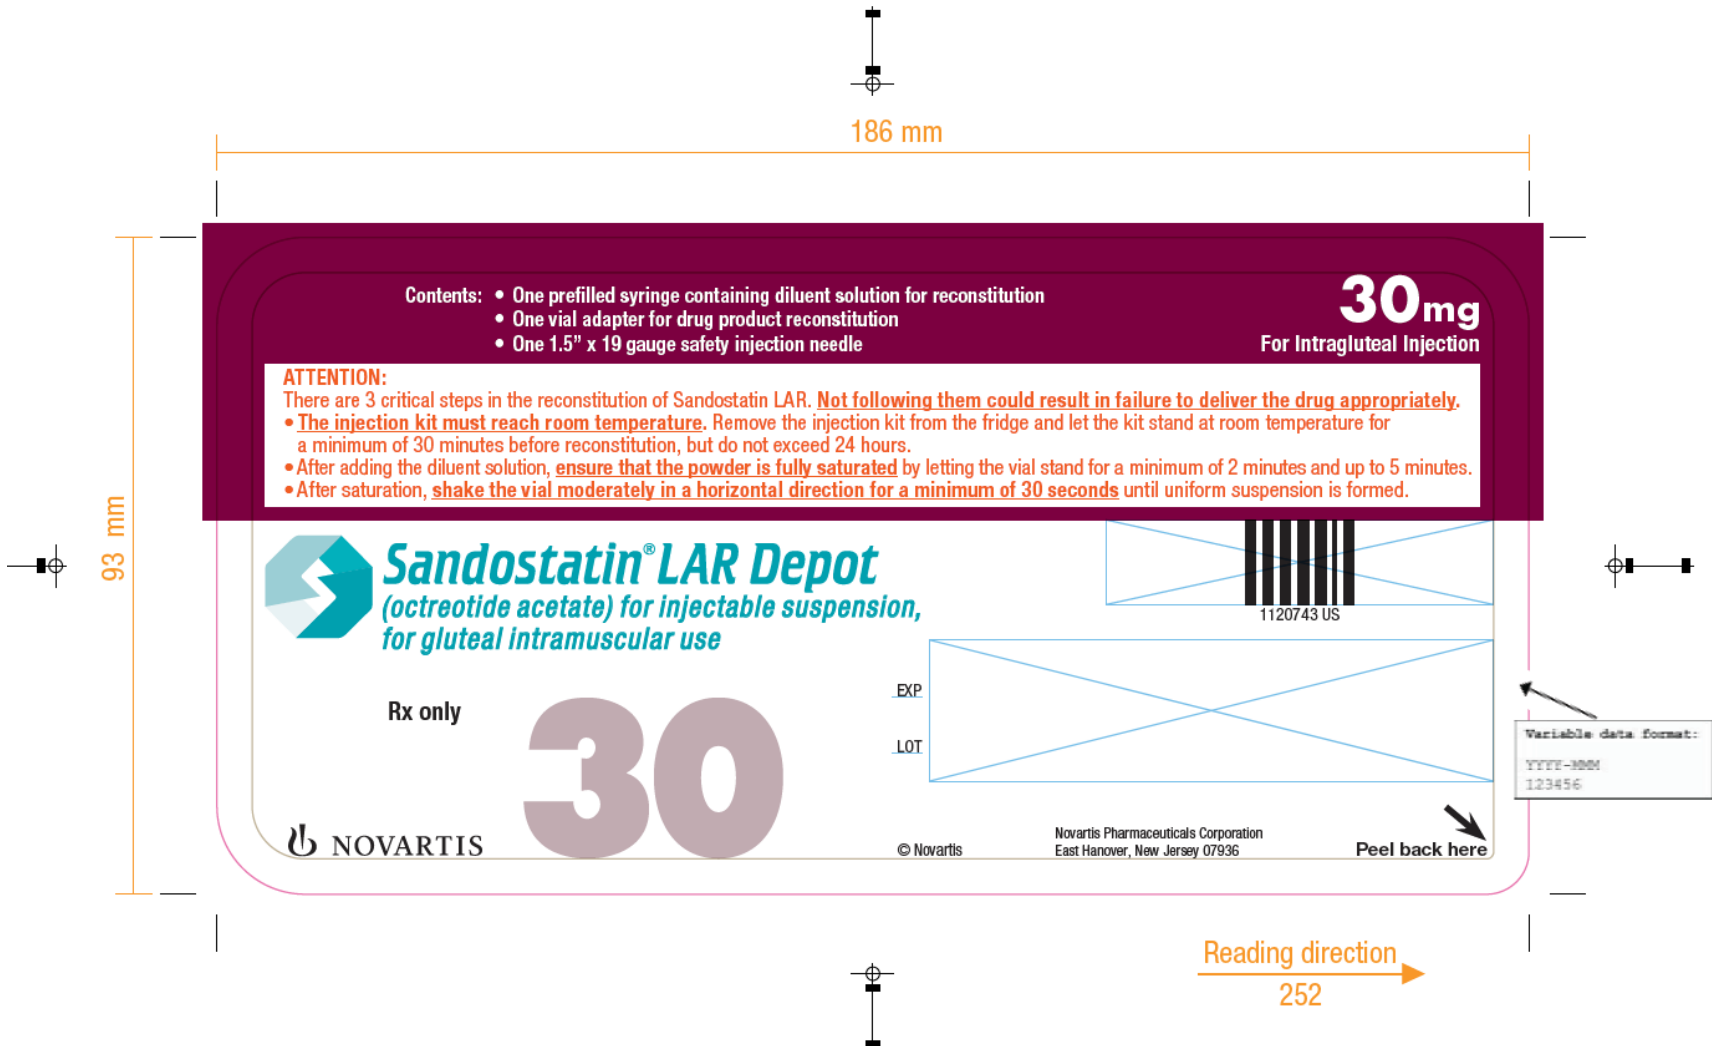 186 mm
93 mm
Contents: • One prefilled syringe containing diluent solution for reconstitution
• One vial adapter for drug product reconstitution
• One 1.5” x 19 gauge safety injection needle
30 mg
For Intragluteal Injection
ATTENTION:
There are 3 critical steps in the reconstitution of Sandostatin LAR. Not following them could result in failure to deliver the drug appropriately.
• The injection kit must reach room temperature. Remove the injection kit from the fridge and let the kit stand at room temperature for
a minimum of 30 minutes before reconstitution, but do not exceed 24 hours.
• After adding the diluent solution, ensure that the powder is fully saturated by letting the vial stand for a minimum of 2 minutes and up to 5 minutes.
• After saturation, shake the vial moderately in a horizontal direction for a minimum of 30 seconds until uniform suspension is formed.
Sandostatin® LAR Depot
(octreotide acetate) for injectable suspension,
for gluteal intramuscular use
1120743 US
Rx only
30
EXP
LOT
Variable data format:
YYYY-MMM
123456
NOVARTIS
© Novartis
Novartis Pharmaceuticals Corporation
East Hanover, New Jersey 07936
Peel back here
Reading direction
252